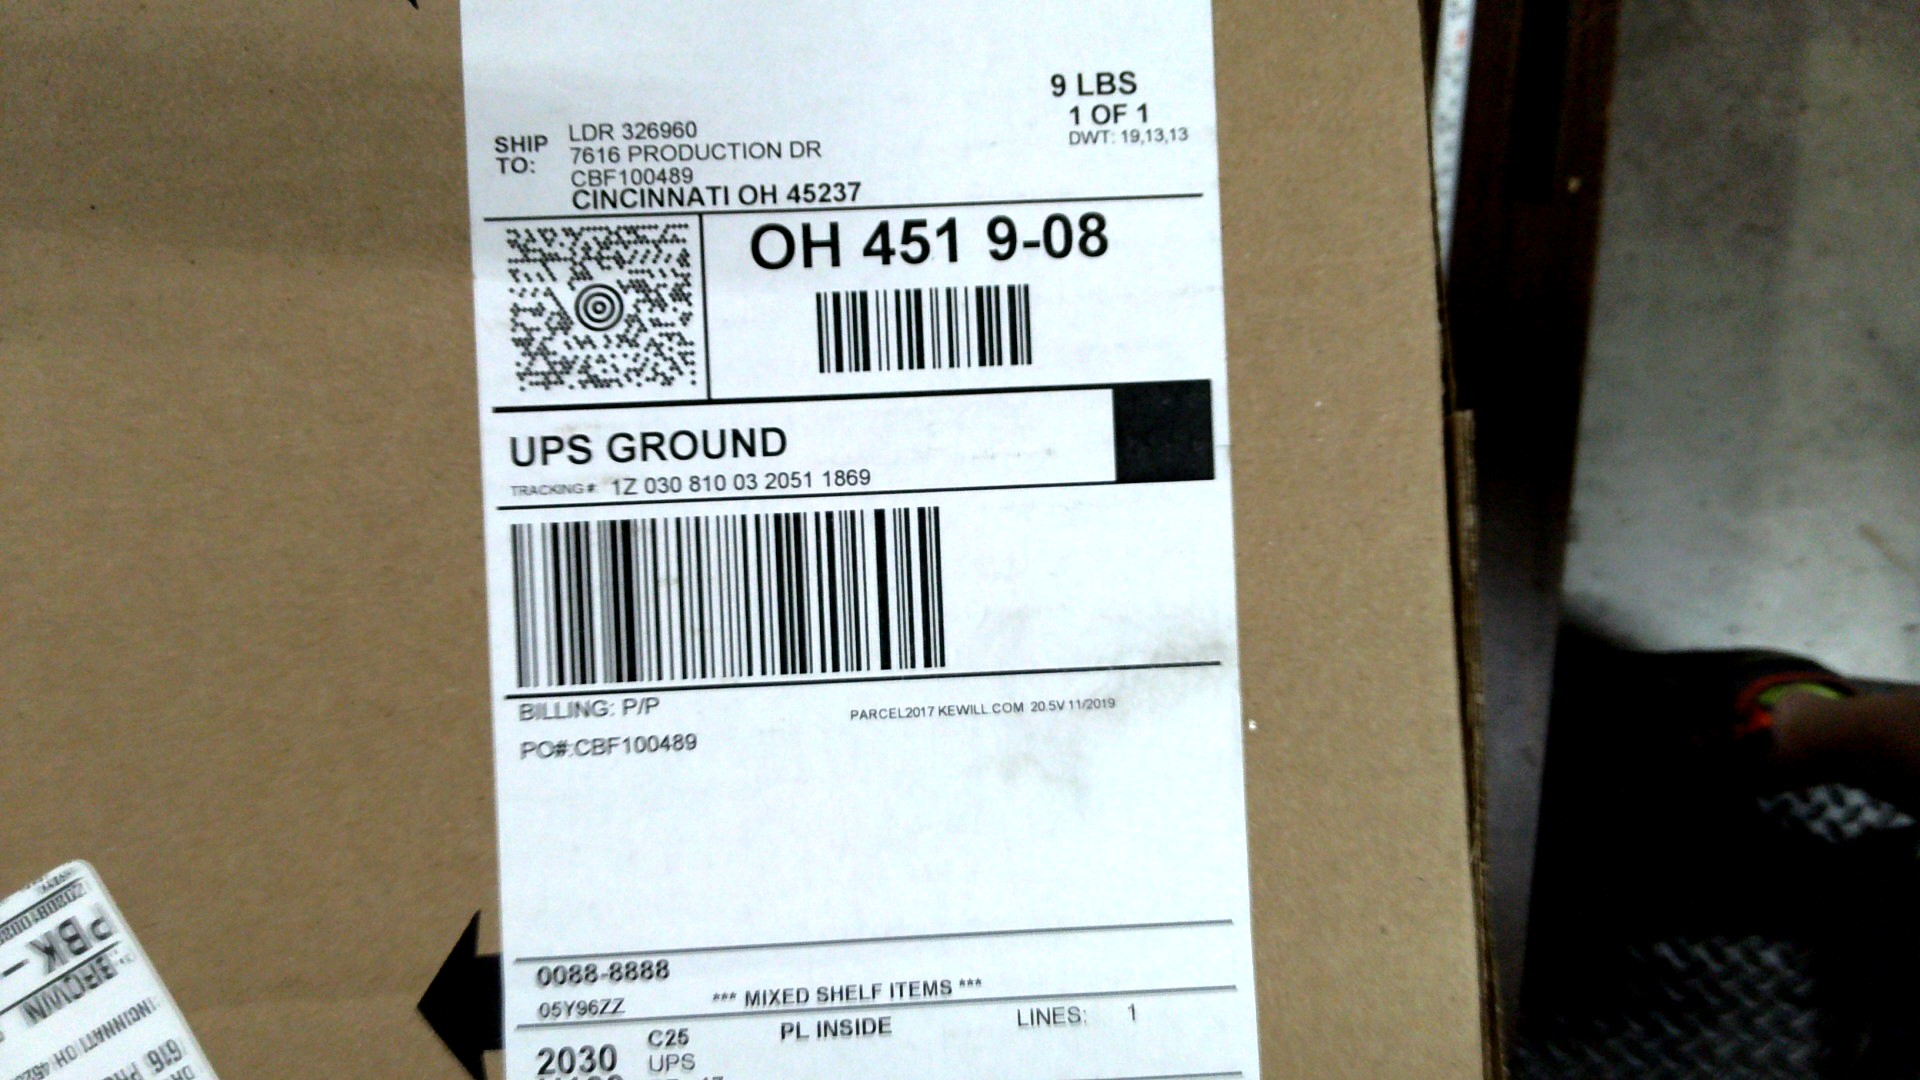 9 LBS
1 OF 1
DWT: 19,13,13
SHIP TO:
LDR 326960
7616 PRODUCTION DR
CBF100489
CINCINNATI OH 45237
OH 451 9-08
UPS GROUND
TRACKING #: 1Z 030 810 03 2051 1869
BILLING: P/P
PARCEL2017 KEWILL.COM 20.5V 11/2019
PO#:CBF100489
0088-8888
05Y96ZZ
*** MIXED SHELF ITEMS ***
C25
PL INSIDE
LINES: 1
2030
UPS
PBK -
BROWN